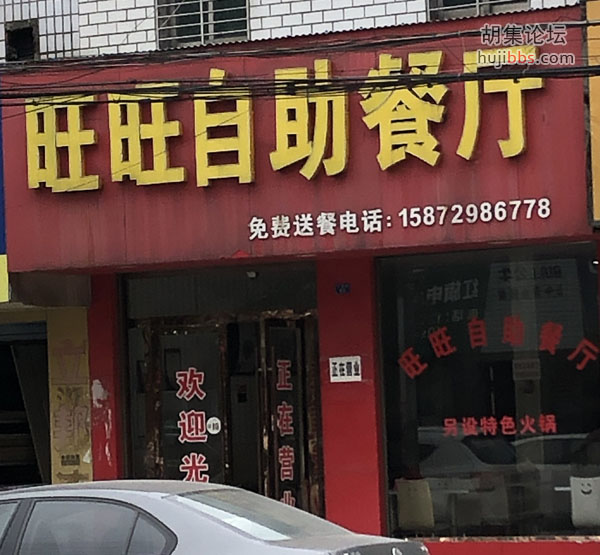 胡集论坛
hujibbs.com
旺旺自助餐厅
免费送餐电话:15872986778
旺旺自助餐厅
正在营业
欢迎光
正在营业
另设特色火锅